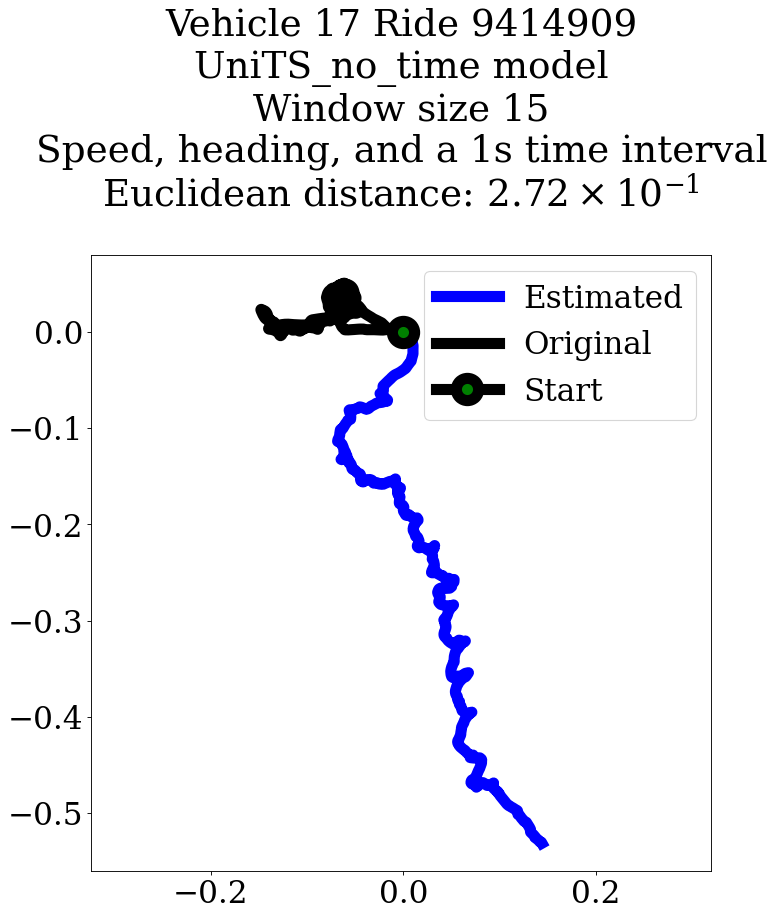 Vehicle 17 Ride 9414909
UniTS_no_time model
Window size 15
Speed, heading, and a 1s time interval
Euclidean distance: 2.72 × 10⁻¹
Estimated
Original
Start
0.0
−0.1
−0.2
−0.3
−0.4
−0.5
−0.2 0.0 0.2